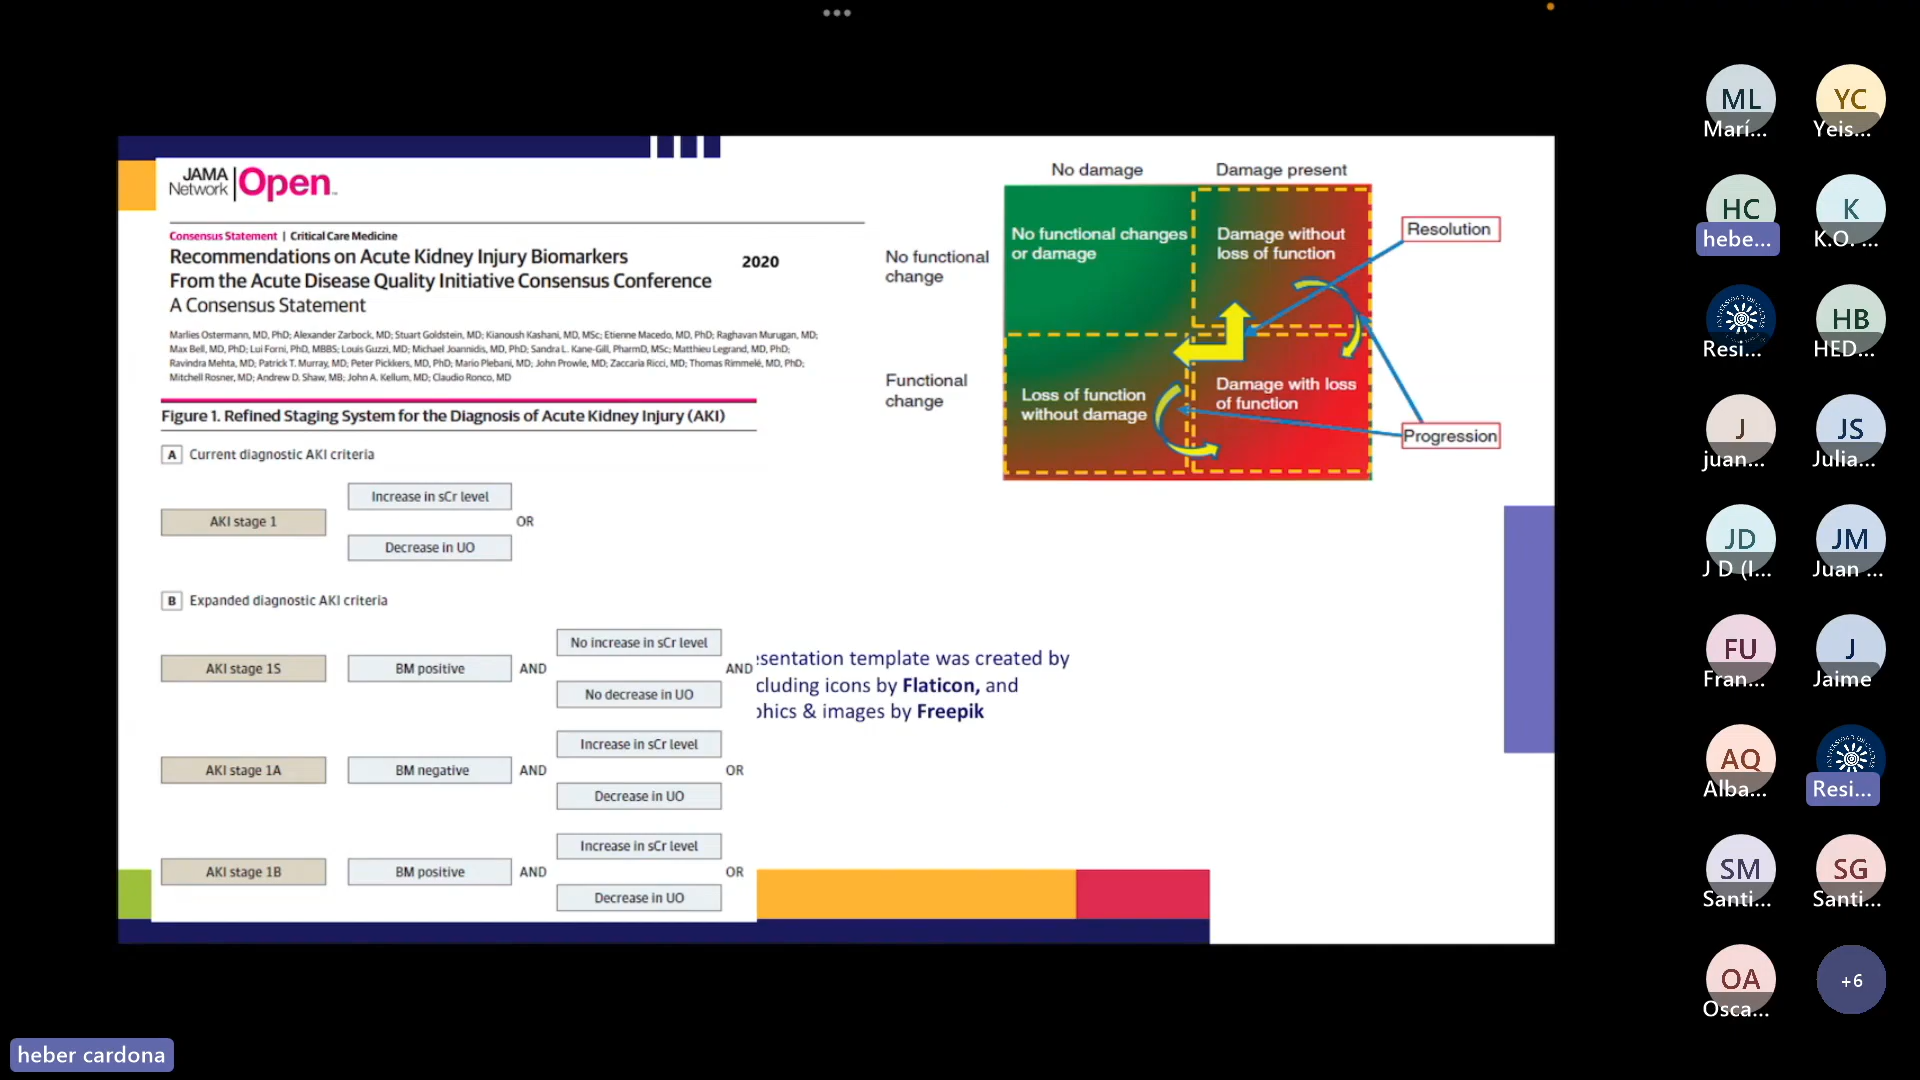 JAMA
Network
Open
Consensus Statement | Critical Care Medicine
Recommendations on Acute Kidney Injury Biomarkers
From the Acute Disease Quality Initiative Consensus Conference
A Consensus Statement
2020
Marlies Ostermann, MD, PhD; Alexander Zarbock, MD; Stuart Goldstein, MD; Kianoush Kashani, MD, MSc; Etienne Macedo, MD, PhD; Raghavan Murugan, MD;
Max Bell, MD, PhD; Lui Forni, PhD, MBBS; Louis Guzzi, MD; Michael Joannidis, MD, PhD; Sandra L. Kane-Gill, PharmD, MSc; Matthieu Legrand, MD, PhD;
Ravindra Mehta, MD; Patrick T. Murray, MD; Peter Pickkers, MD, PhD; Mario Plebani, MD; John Prowle, MD; Zaccaria Ricci, MD; Thomas Rimmelé, MD, PhD;
Mitchell Rosner, MD; Andrew D. Shaw, MB; John A. Kellum, MD; Claudio Ronco, MD
Figure 1. Refined Staging System for the Diagnosis of Acute Kidney Injury (AKI)
A Current diagnostic AKI criteria
AKI stage 1
Increase in sCr level
OR
Decrease in UO
B Expanded diagnostic AKI criteria
AKI stage 1S
BM positive
AND
No increase in sCr level
AND
No decrease in UO
AKI stage 1A
BM negative
AND
Increase in sCr level
OR
Decrease in UO
AKI stage 1B
BM positive
AND
Increase in sCr level
OR
Decrease in UO
esentation template was created by
cluding icons by Flaticon, and
phics & images by Freepik
No damage
Damage present
No functional
change
Functional
change
No functional changes
or damage
Damage without
loss of function
Loss of function
without damage
Damage with loss
of function
Resolution
Progression
ML
Marí...
YC
Yeis...
HC
hebe...
K
K.O. ...
Resi...
HB
HED...
J
juan...
JS
Julia...
JD
J D (I...
JM
Juan ...
FU
Fran...
J
Jaime
AQ
Alba...
Resi...
SM
Santi...
SG
Santi...
OA
Osca...
+6
heber cardona